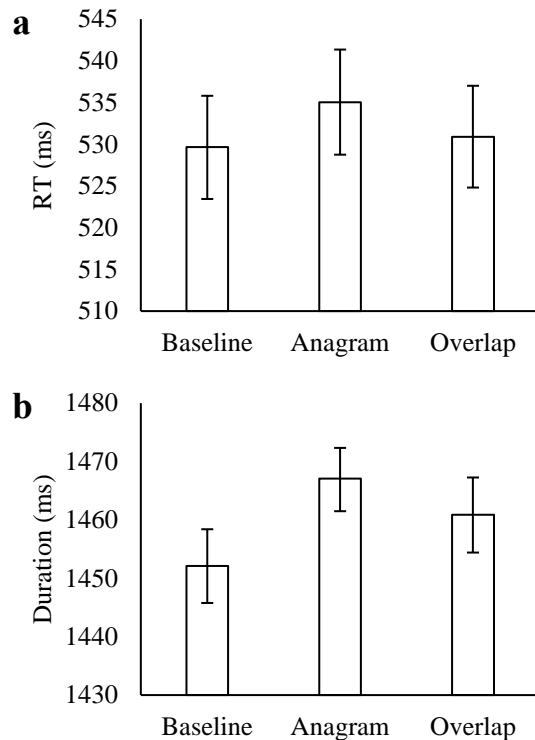 a
RT (ms)
545
540
535
530
525
520
515
510
Baseline Anagram Overlap
b
Duration (ms)
1480
1470
1460
1450
1440
1430
Baseline Anagram Overlap